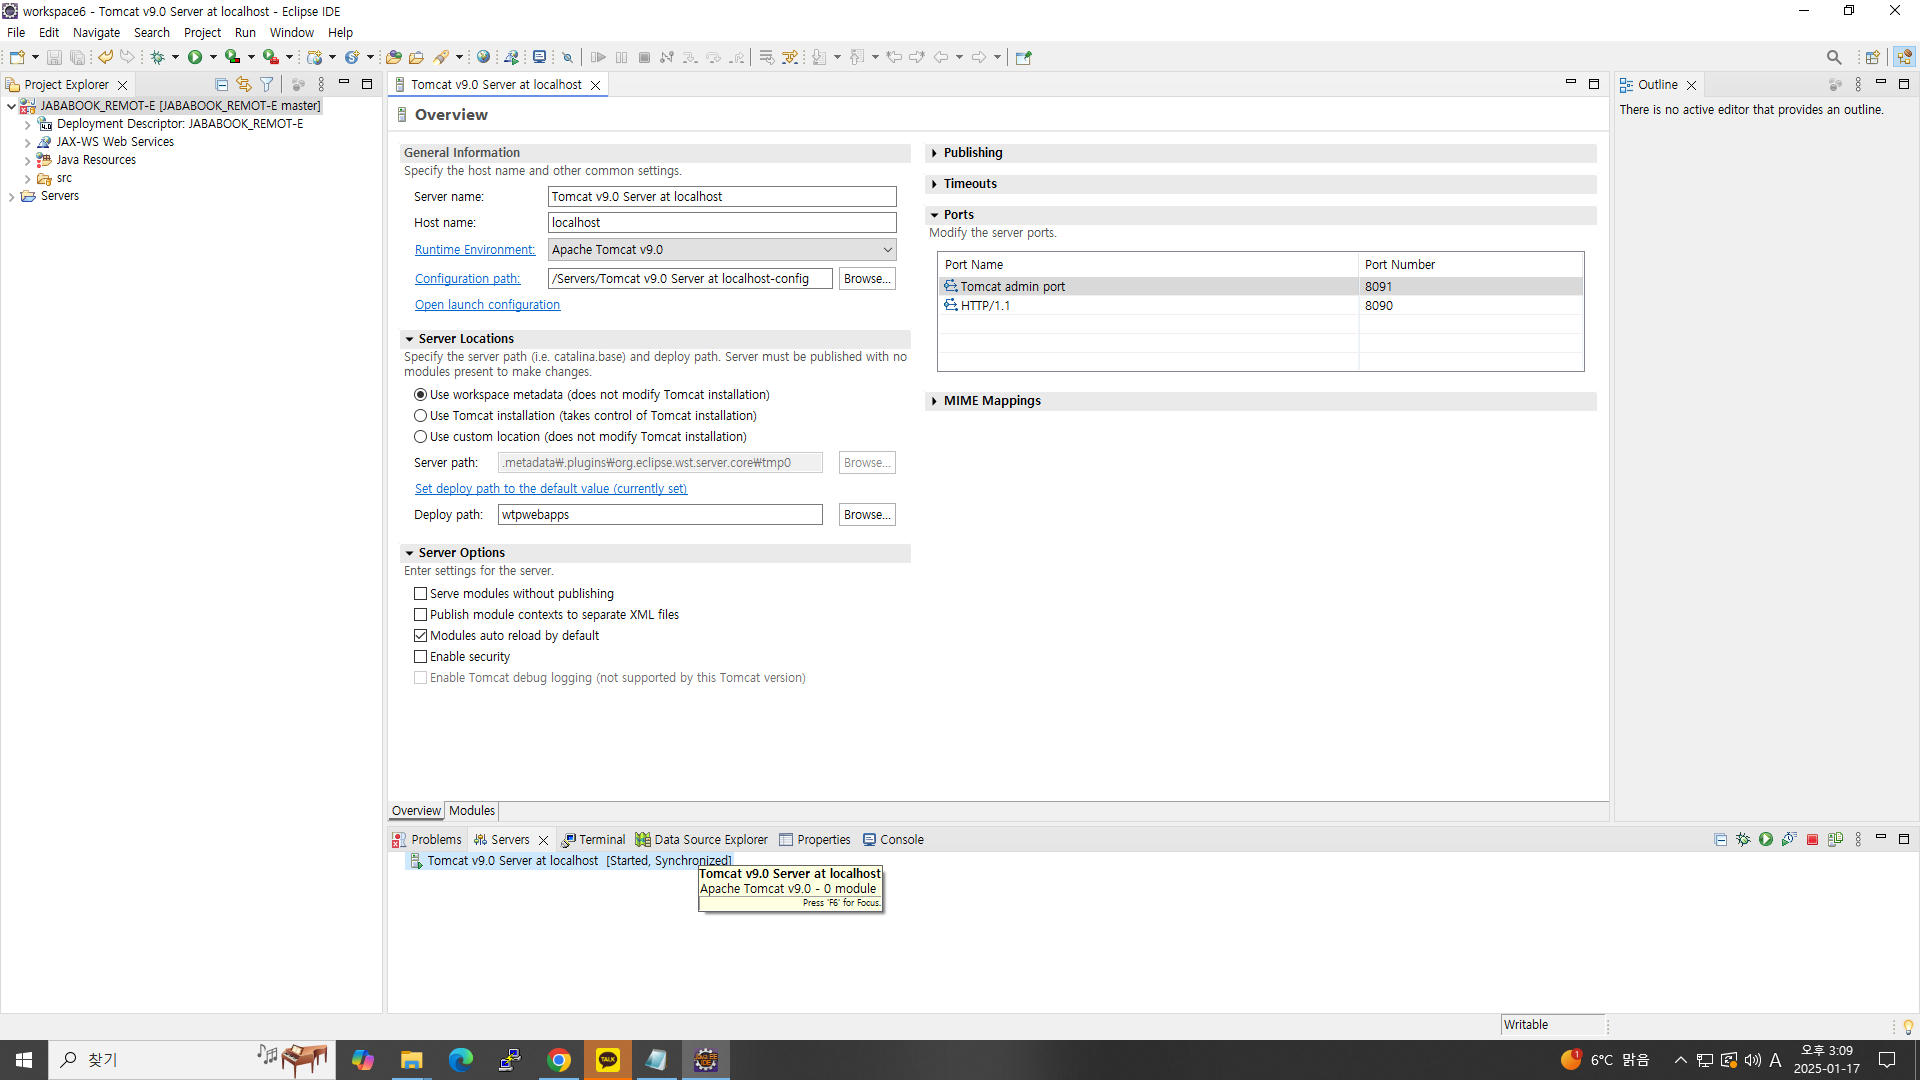 workspace6 - Tomcat v9.0 Server at localhost - Eclipse IDE
File Edit Navigate Search Project Run Window Help
Project Explorer
JABABOOK_REMOT-E [JABABOOK_REMOT-E master]
Deployment Descriptor: JABABOOK_REMOT-E
JAX-WS Web Services
Java Resources
src
Servers
Tomcat v9.0 Server at localhost
Overview
General Information
Specify the host name and other common settings.
Server name: Tomcat v9.0 Server at localhost
Host name: localhost
Runtime Environment: Apache Tomcat v9.0
Configuration path: /Servers/Tomcat v9.0 Server at localhost-config Browse...
Open launch configuration
Server Locations
Specify the server path (i.e. catalina.base) and deploy path. Server must be published with no
modules present to make changes.
Use workspace metadata (does not modify Tomcat installation)
Use Tomcat installation (takes control of Tomcat installation)
Use custom location (does not modify Tomcat installation)
Server path: .metadata₩.plugins₩org.eclipse.wst.server.core₩tmp0 Browse...
Set deploy path to the default value (currently set)
Deploy path: wtpwebapps Browse...
Server Options
Enter settings for the server.
Serve modules without publishing
Publish module contexts to separate XML files
Modules auto reload by default
Enable security
Enable Tomcat debug logging (not supported by this Tomcat version)
Publishing
Timeouts
Ports
Modify the server ports.
Port Name Port Number
Tomcat admin port 8091
HTTP/1.1 8090
MIME Mappings
Overview Modules
Outline
There is no active editor that provides an outline.
Problems Servers Terminal Data Source Explorer Properties Console
Tomcat v9.0 Server at localhost [Started, Synchronized]
Tomcat v9.0 Server at localhost
Apache Tomcat v9.0 - 0 module
Press 'F6' for Focus.
Writable
찾기
TALK
1
6°C 맑음
A
오후 3:09
2025-01-17